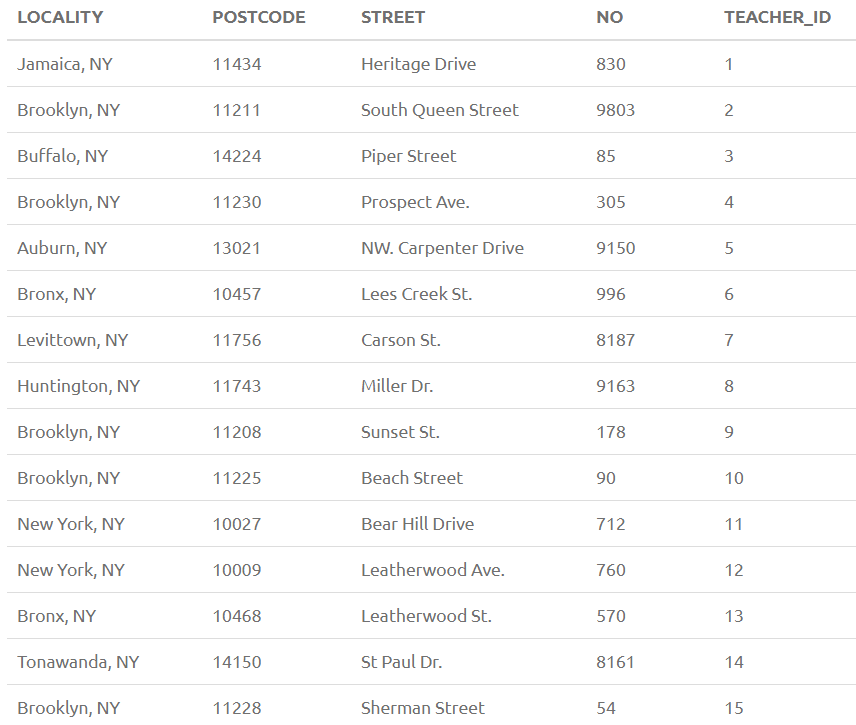 LOCALITY POSTCODE STREET NO TEACHER_ID
Jamaica, NY 11434 Heritage Drive 830 1
Brooklyn, NY 11211 South Queen Street 9803 2
Buffalo, NY 14224 Piper Street 85 3
Brooklyn, NY 11230 Prospect Ave. 305 4
Auburn, NY 13021 NW. Carpenter Drive 9150 5
Bronx, NY 10457 Lees Creek St. 996 6
Levittown, NY 11756 Carson St. 8187 7
Huntington, NY 11743 Miller Dr. 9163 8
Brooklyn, NY 11208 Sunset St. 178 9
Brooklyn, NY 11225 Beach Street 90 10
New York, NY 10027 Bear Hill Drive 712 11
New York, NY 10009 Leatherwood Ave. 760 12
Bronx, NY 10468 Leatherwood St. 570 13
Tonawanda, NY 14150 St Paul Dr. 8161 14
Brooklyn, NY 11228 Sherman Street 54 15